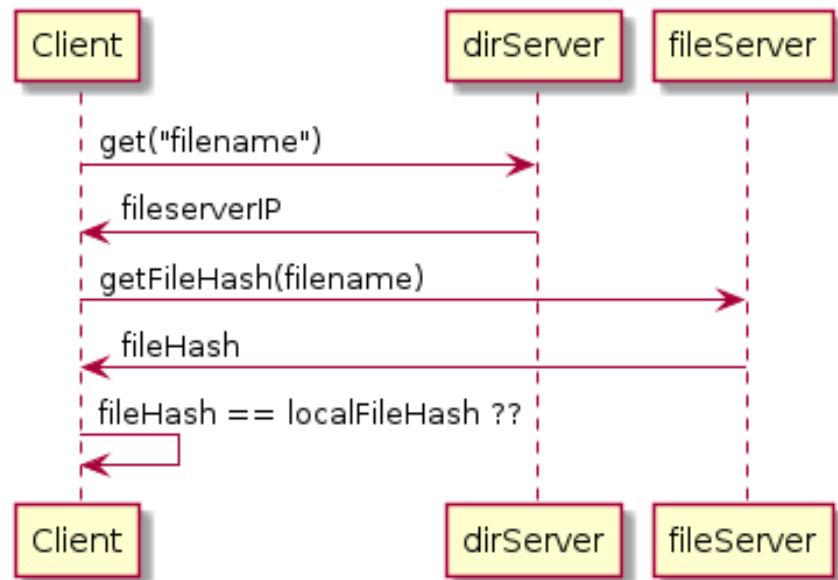 Client dirServer fileServer
get("filename")
fileserverIP
getFileHash(filename)
fileHash
fileHash == localFileHash ??
Client dirServer fileServer